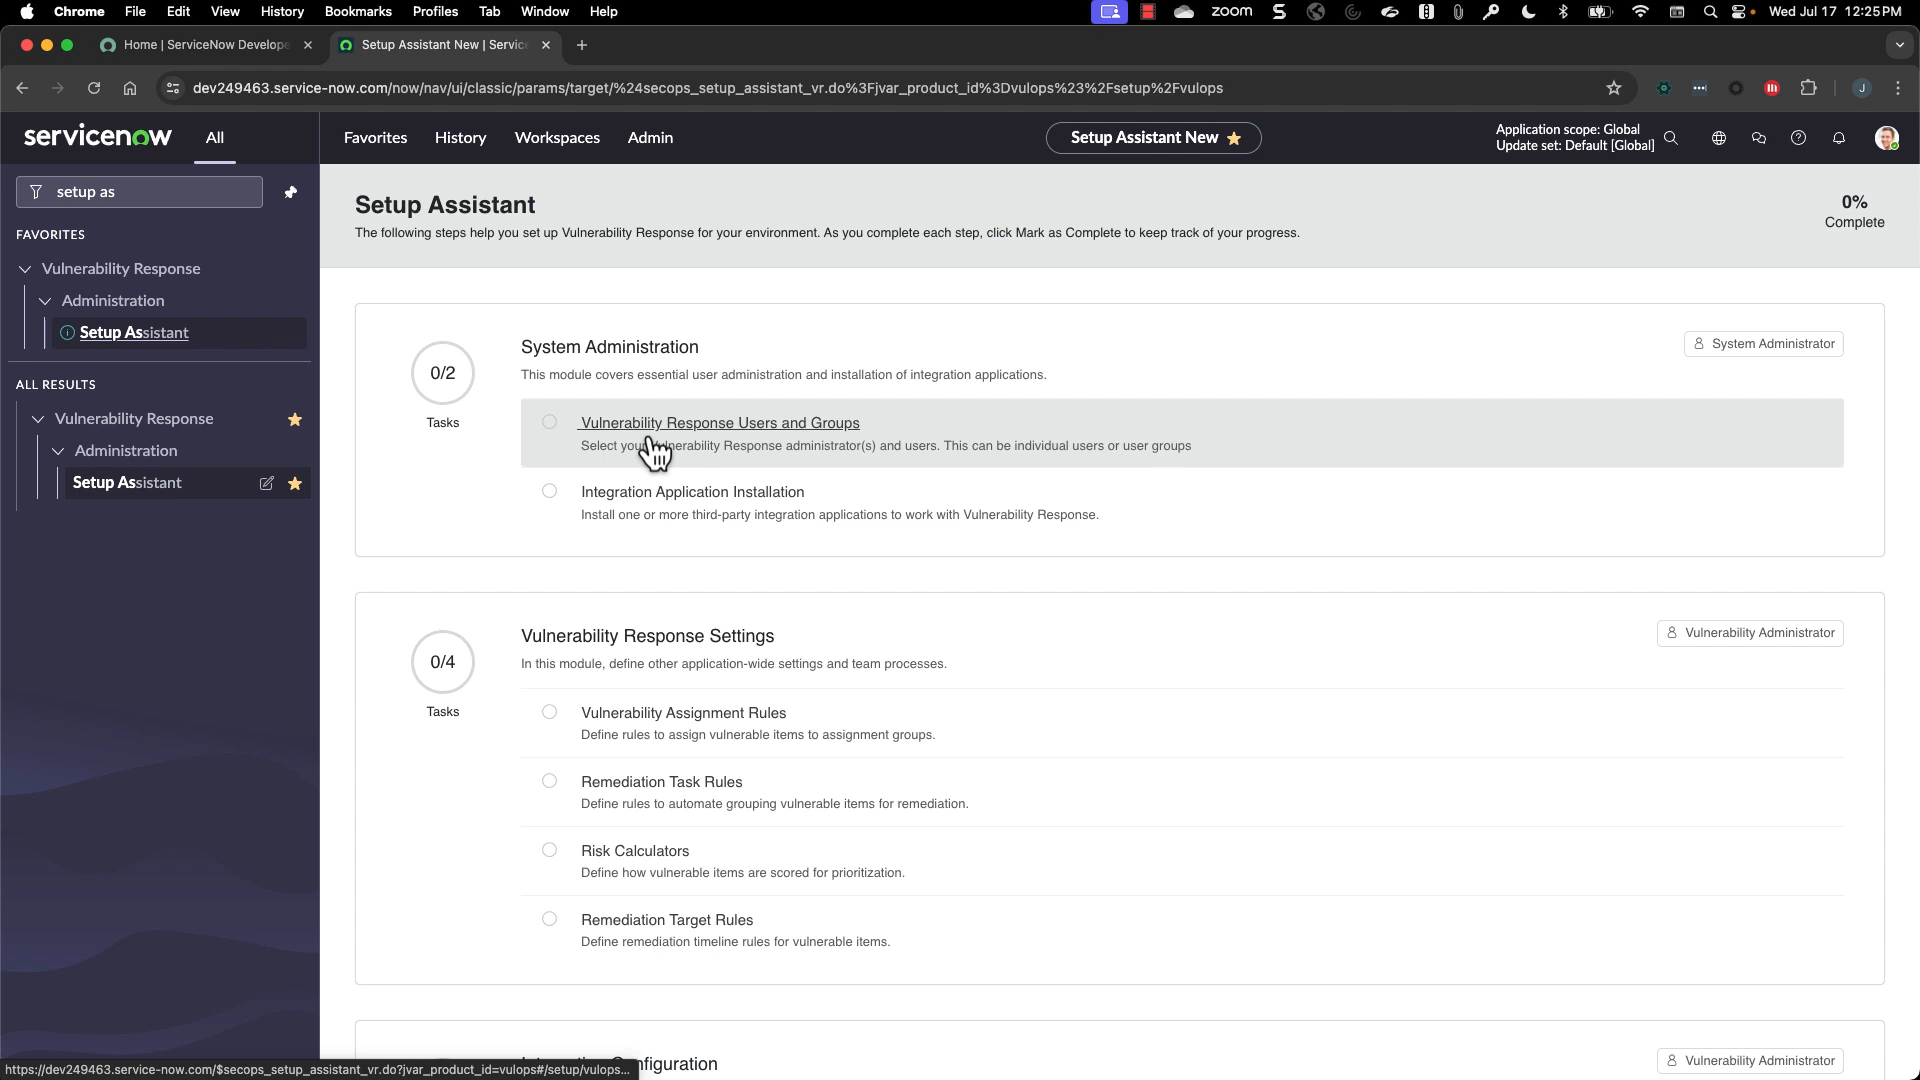 Chrome File Edit View History Bookmarks Profiles Tab Window Help
zoom
Wed Jul 17 12:25 PM
Home | ServiceNow Develope
Setup Assistant New | Servic
dev249463.service-now.com/now/nav/ui/classic/params/target/%24secops_setup_assistant_vr.do%3Fjvar_product_id%3Dvulops%23%2Fsetup%2Fvulops
J
servicenow
All
Favorites History Workspaces Admin
Setup Assistant New
Application scope: Global
Update set: Default [Global]
setup as
FAVORITES
Vulnerability Response
Administration
Setup Assistant
ALL RESULTS
Vulnerability Response
Administration
Setup Assistant
Setup Assistant
The following steps help you set up Vulnerability Response for your environment. As you complete each step, click Mark as Complete to keep track of your progress.
0%
Complete
0/2
Tasks
System Administration
System Administrator
This module covers essential user administration and installation of integration applications.
Vulnerability Response Users and Groups
Select your Vulnerability Response administrator(s) and users. This can be individual users or user groups
Integration Application Installation
Install one or more third-party integration applications to work with Vulnerability Response.
0/4
Tasks
Vulnerability Response Settings
Vulnerability Administrator
In this module, define other application-wide settings and team processes.
Vulnerability Assignment Rules
Define rules to assign vulnerable items to assignment groups.
Remediation Task Rules
Define rules to automate grouping vulnerable items for remediation.
Risk Calculators
Define how vulnerable items are scored for prioritization.
Remediation Target Rules
Define remediation timeline rules for vulnerable items.
Integration Configuration
Vulnerability Administrator
https://dev249463.service-now.com/$secops_setup_assistant_vr.do?jvar_product_id=vulops#/setup/vulops...